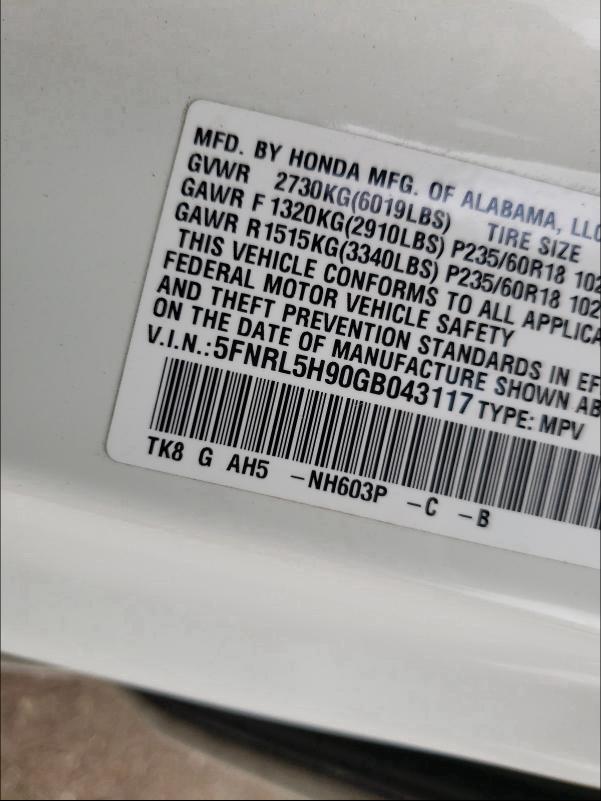 MFD. BY HONDA MFG. OF ALABAMA, LLC
GVWR 2730KG(6019LBS) TIRE SIZE
GAWR F 1320KG(2910LBS) P235/60R18 102
GAWR R1515KG(3340LBS) P235/60R18 102
THIS VEHICLE CONFORMS TO ALL APPLICA
FEDERAL MOTOR VEHICLE SAFETY
AND THEFT PREVENTION STANDARDS IN EF
ON THE DATE OF MANUFACTURE SHOWN AB
V.I.N.:5FNRL5H90GB043117 TYPE: MPV
TK8 G AH5 -NH603P -C -B